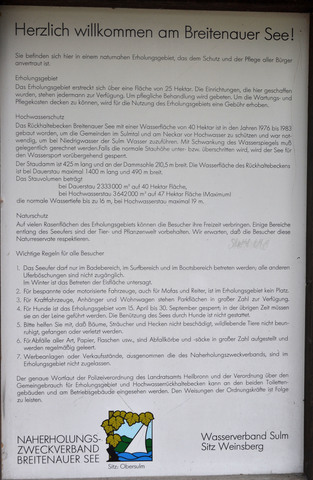 Herzlich willkommen am Breitenauer See!
Sie befinden sich hier in einem naturnahen Erholungsgebiet, das dem Schutz und der Pflege aller Bürger
anvertraut ist.
Erholungsgebiet
Das Erholungsgebiet erstreckt sich über eine Fläche von 25 Hektar. Die Einrichtungen, die hier geschaffen
wurden, stehen jedermann zur Verfügung. Um pflegliche Behandlung wird gebeten. Um die Wartungs- und
Pflegekosten decken zu können, wird für die Nutzung des Erholungsgebiets eine Gebühr erhoben.
Hochwasserschutz
Das Rückhaltebecken Breitenauer See mit einer Wasserfläche von 40 Hektar ist in den Jahren 1976 bis 1983
gebaut worden, um die Gemeinden im Sulmtal und am Neckar vor Hochwasser zu schützen und war not-
wendig, um bei Niedrigwasser der Sulm Wasser zuzuführen. Mit Schwankung des Wasserspiegels muß
gelegentlich gerechnet werden; falls die normale Stauhöhe unter- bzw. überschritten wird, wird der See für
den Wassersport vorübergehend gesperrt.
Der Staudamm ist 425 m lang und an der Dammsohle 20,5 m breit. Die Wasserfläche des Rückhaltebeckens
ist bei Dauerstau maximal 1400 m lang und 490 m breit.
Das Stauvolumen beträgt
bei Dauerstau 2333000 m³ auf 40 Hektar Fläche,
bei Hochwasserstau 3642000 m³ auf 47 Hektar Fläche (Maximum)
die normale Wassertiefe bis zu 16 m, bei Hochwasserstau maximal 19 m.
Naturschutz
Auf vielen Rasenflächen des Erholungsgebiets können die Besucher ihre Freizeit verbringen. Einige Bereiche
entlang des Seeufers sind der Tier- und Pflanzenwelt vorbehalten. Wir erwarten, daß die Besucher diese
Naturreservate respektieren.
Wichtige Regeln für alle Besucher
1. Das Seeufer darf nur im Badebereich, im Surfbereich und im Bootsbereich betreten werden; alle anderen
Uferböschungen sind nicht zugänglich.
Im Winter ist das Betreten der Eisfläche untersagt.
2. Für bespannte oder motorisierte Fahrzeuge, auch für Mofas und Reiter, ist im Erholungsgebiet kein Platz.
3. Für Kraftfahrzeuge, Anhänger und Wohnwagen stehen Parkflächen in großer Zahl zur Verfügung.
4. Für Hunde ist das Erholungsgebiet vom 15. April bis 30. September gesperrt; in der übrigen Zeit müssen
sie an der Leine geführt werden. Die Benützung des Sees durch Hunde ist nicht gestattet.
5. Bitte helfen Sie mit, daß Bäume, Sträucher und Hecken nicht beschädigt, wildlebende Tiere nicht beun-
ruhigt, gefangen oder verletzt werden.
6. Für Abfälle aller Art, Papier, Flaschen usw., sind Abfallkörbe und -säcke in großer Zahl aufgestellt und
werden regelmäßig geleert.
7. Werbeanlagen oder Verkaufsstände, ausgenommen die des Naherholungszweckverbands, sind im
Erholungsgebiet nicht zugelassen.
Der genaue Wortlaut der Polizeiverordnung des Landratsamts Heilbronn und der Verordnung über den
Gemeingebrauch für Erholungsgebiet und Hochwasserrückhaltebecken kann an den beiden Toiletten-
gebäuden und am Betriebsgebäude eingesehen werden. Den Weisungen der Ordnungskräfte ist Folge
zu leisten.
NAHERHOLUNGS-
ZWECKVERBAND
BREITENAUER SEE
Sitz: Obersulm
Wasserverband Sulm
Sitz Weinsberg